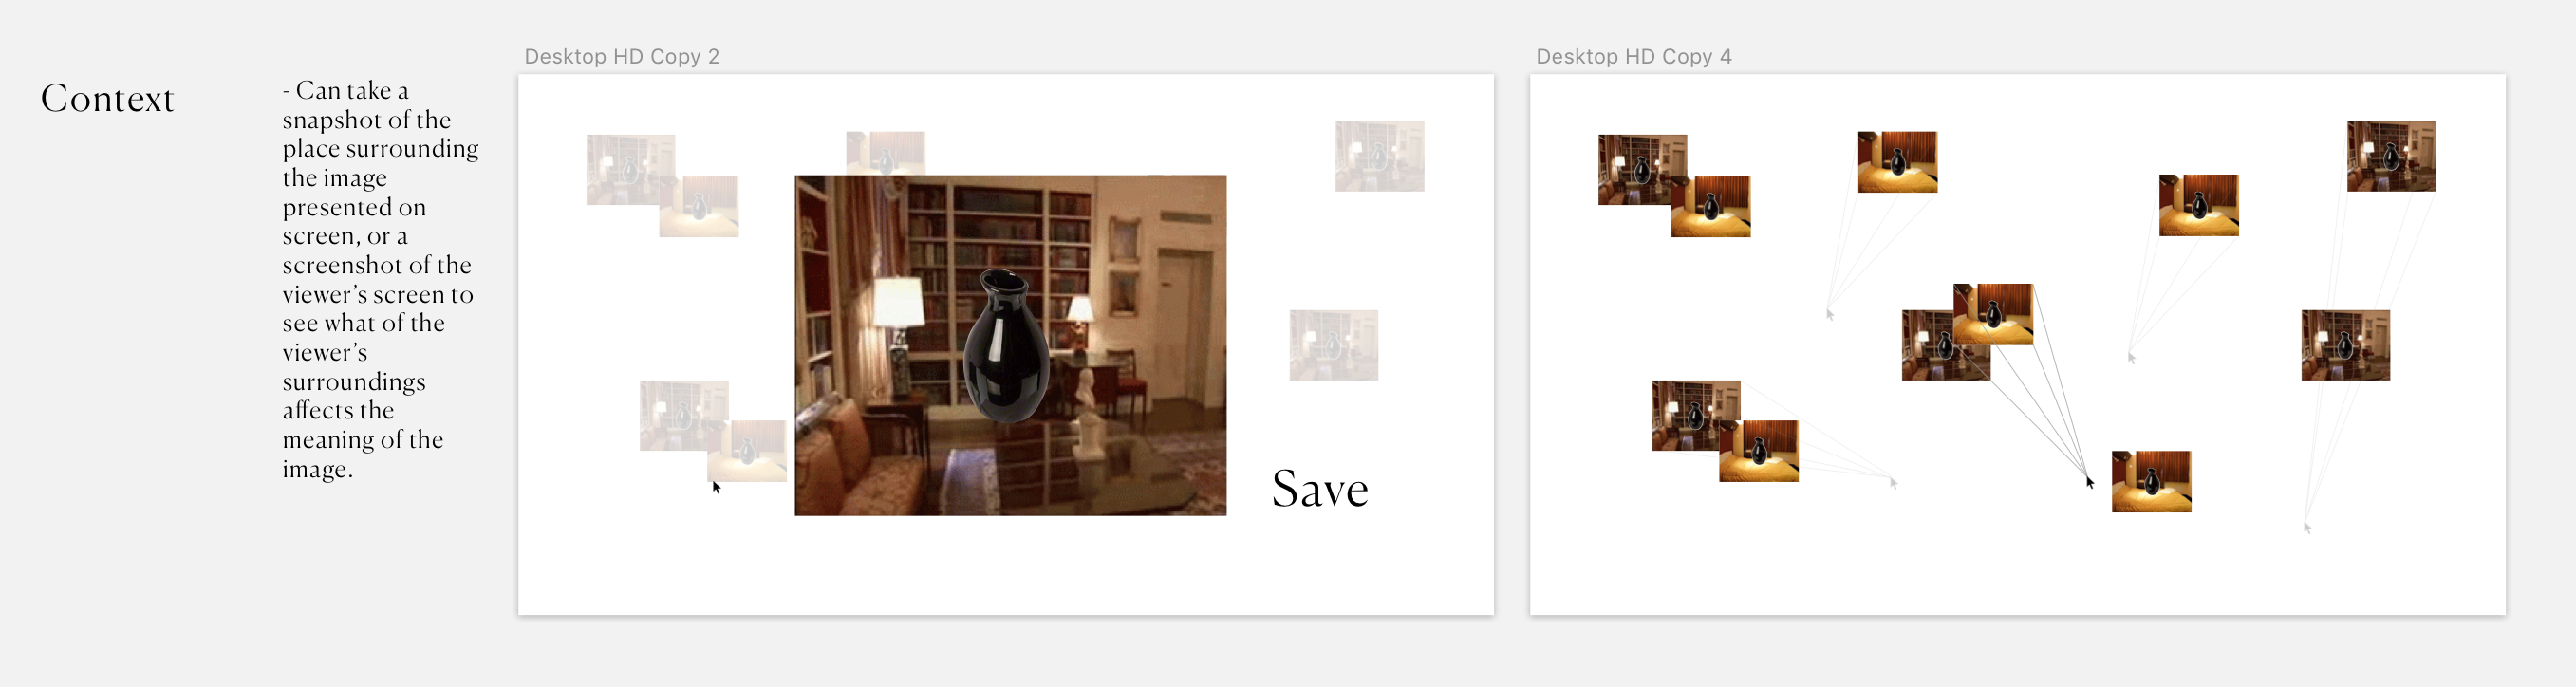 Context
- Can take a
snapshot of the
place surrounding
the image
presented on
screen, or a
screenshot of the
viewer’s screen to
see what of the
viewer’s
surroundings
affects the
meaning of the
image.
Desktop HD Copy 2
Save
Desktop HD Copy 4